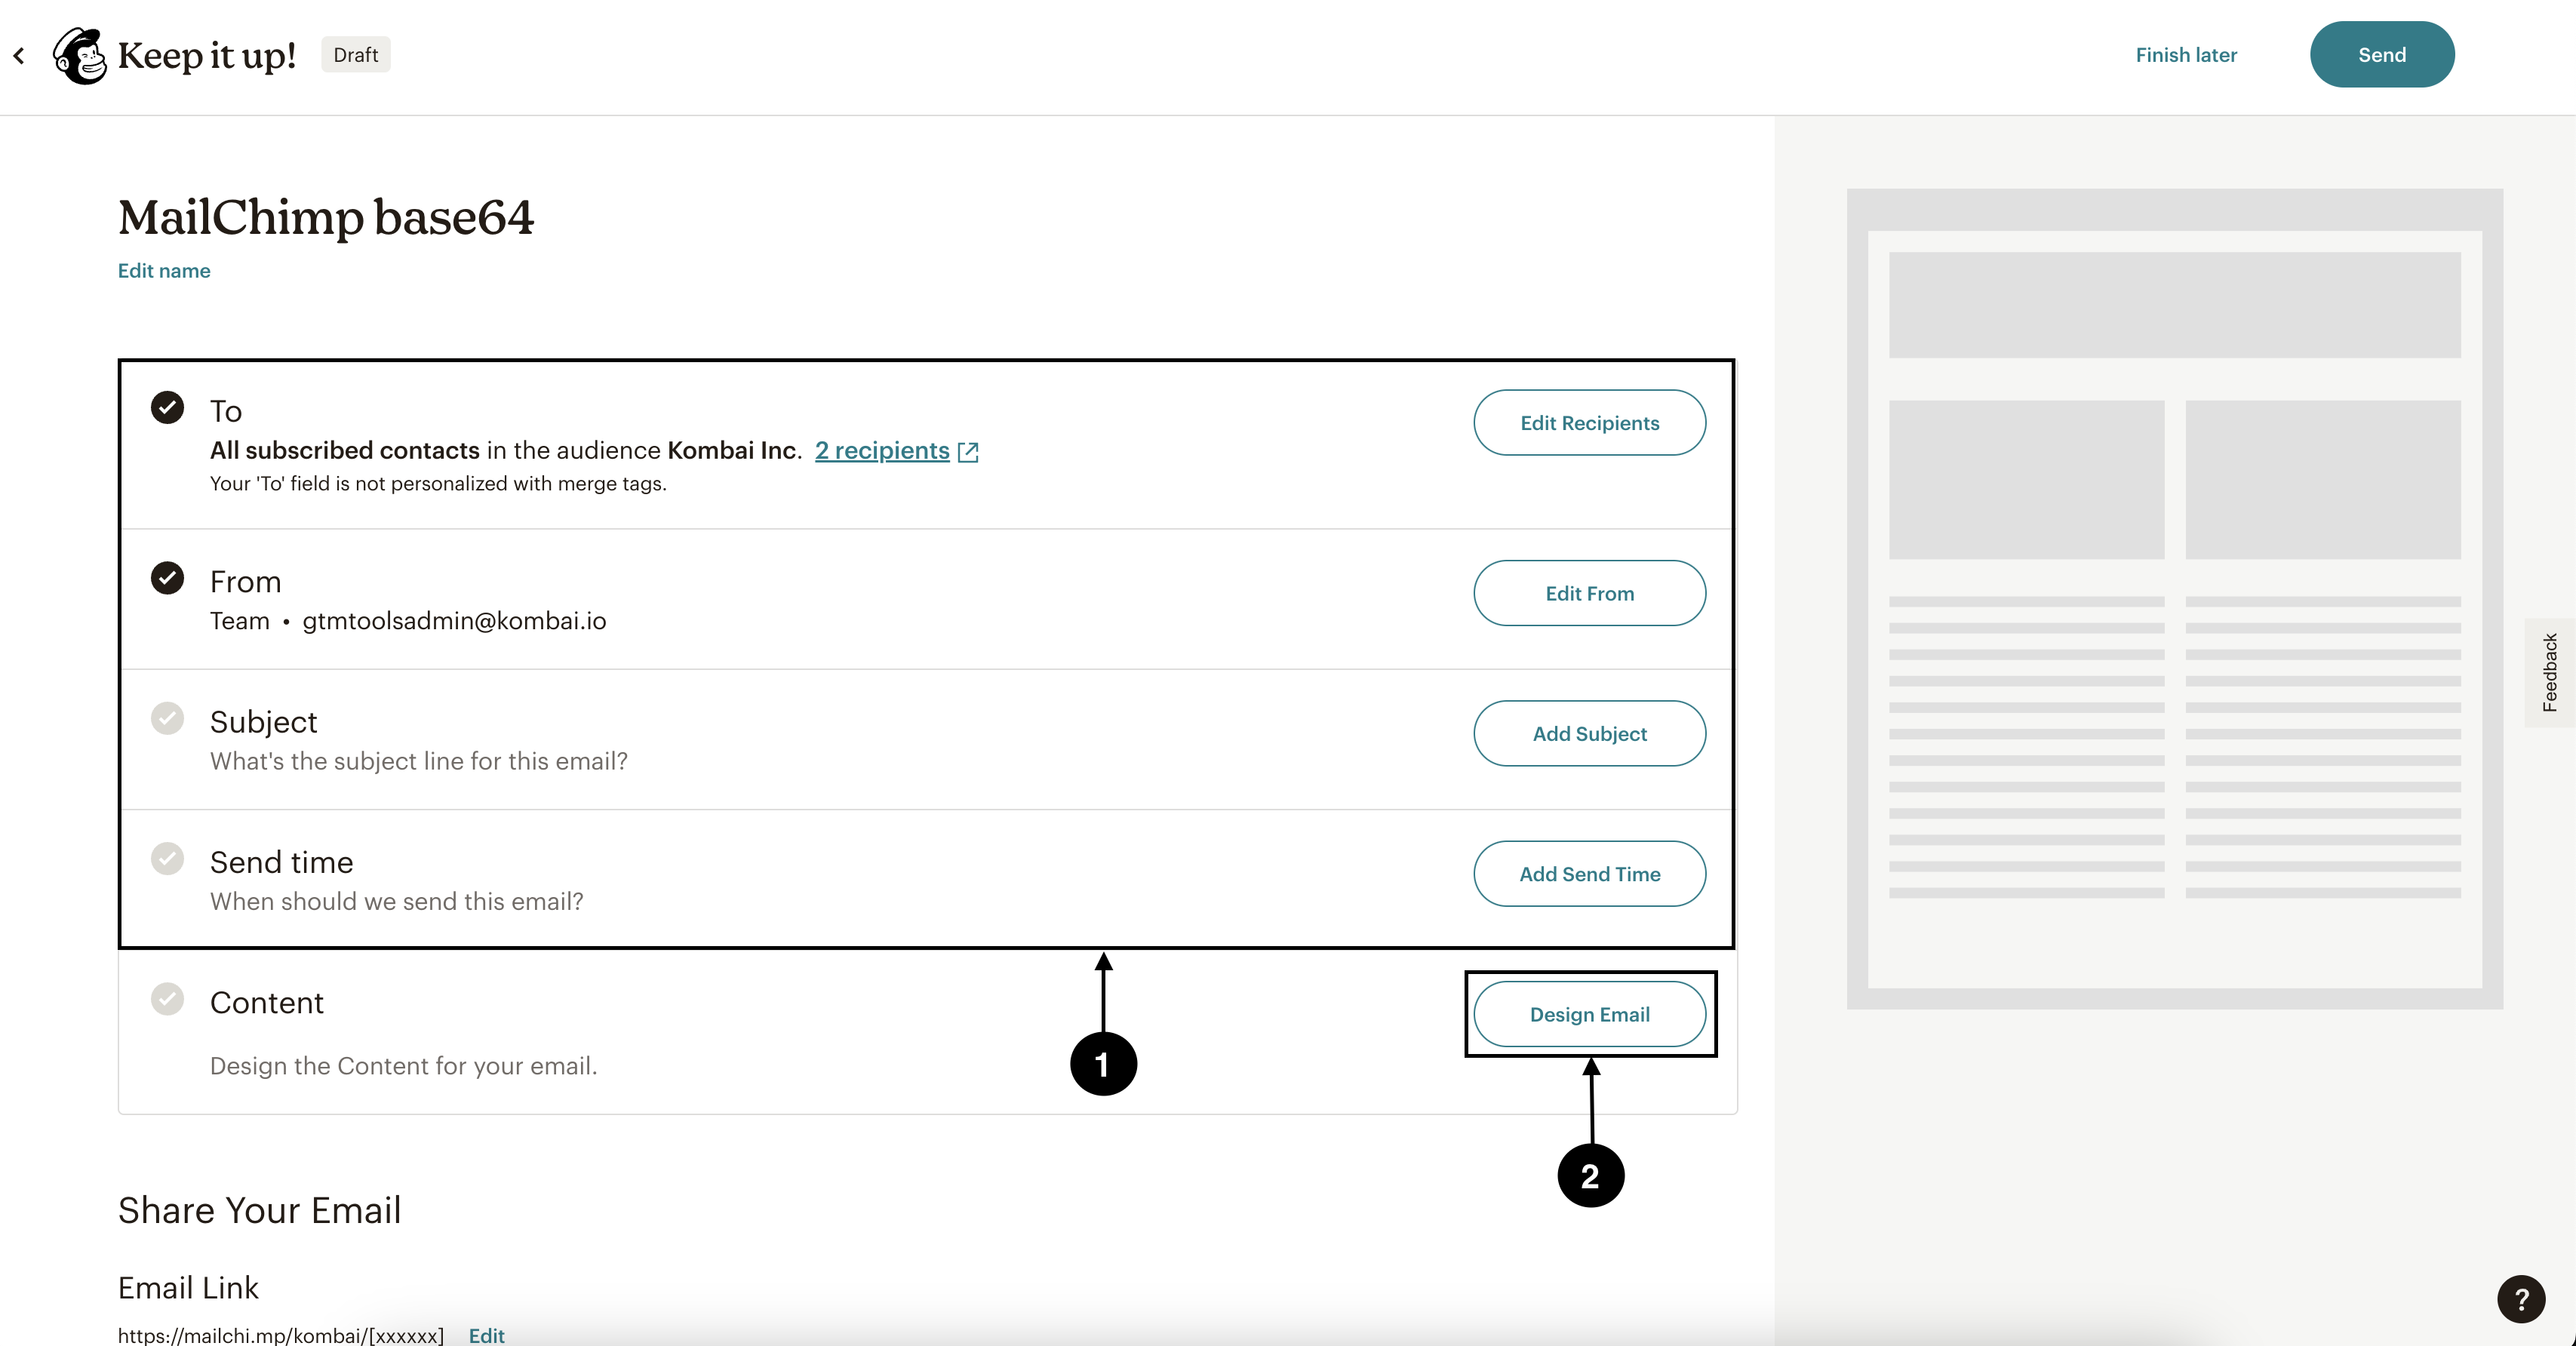 Keep it up!
Draft
Finish later
Send
MailChimp base64
Edit name
To
All subscribed contacts in the audience Kombai Inc. 2 recipients
Your 'To' field is not personalized with merge tags.
Edit Recipients
From
Team • gtmtoolsadmin@kombai.io
Edit From
Subject
What's the subject line for this email?
Add Subject
Send time
When should we send this email?
Add Send Time
Content
Design the Content for your email.
Design Email
1
2
Share Your Email
Email Link
https://mailchi.mp/kombai/[xxxxxx] Edit
Feedback
?